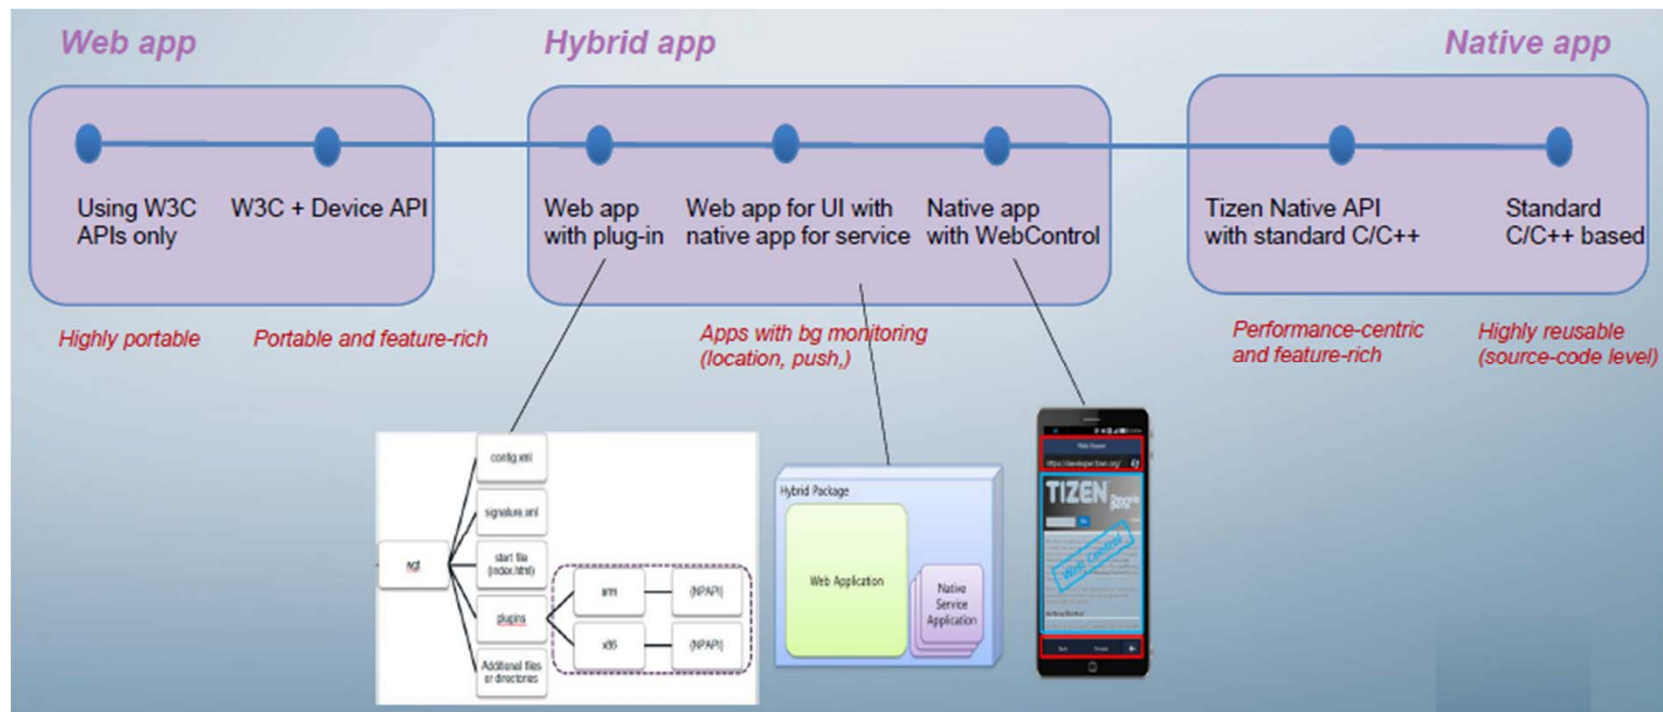 Web app
Hybrid app
Native app
Using W3C
APIs only
W3C + Device API
Web app
with plug-in
Web app for UI with
native app for service
Native app
with WebControl
Tizen Native API
with standard C/C++
Standard
C/C++ based
Highly portable
Portable and feature-rich
Apps with bg monitoring
(location, push,)
Performance-centric
and feature-rich
Highly reusable
(source-code level)
config.xml
signature.xml
start file
(index.html)
wgt
plugins
arm
(NPAPI)
x86
(NPAPI)
Additional files
or directories
Hybrid Package
Web Application
Native
Service
Application
TIZEN
Web Control